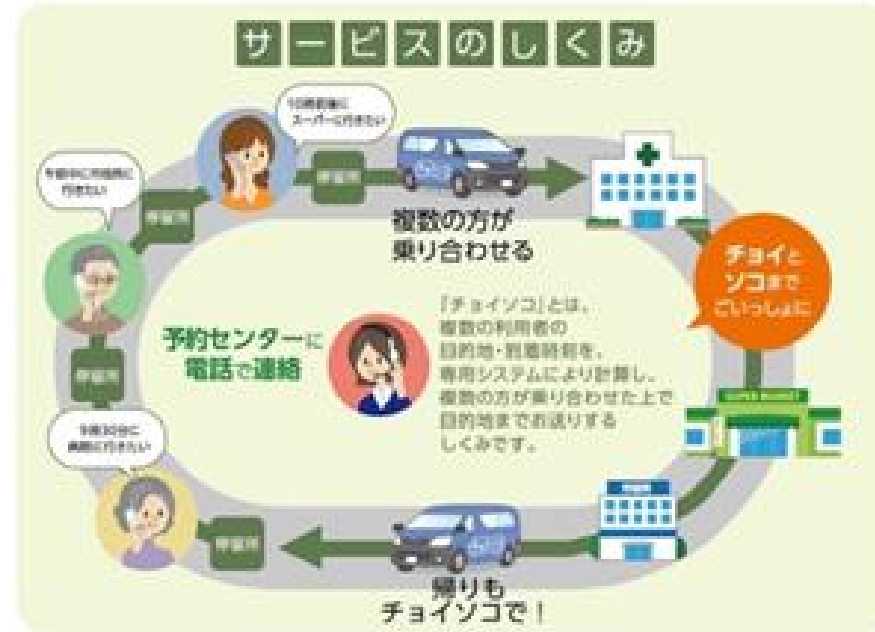 サービスのしくみ
10時前後に
スーパーに行きたい
午前中に市役所に
行きたい
停留所
停留所
複数の方が
乗り合わせる
チョイと
ソコまで
ごいっしょに
予約センターに
電話で連絡
「チョイソコ」とは、
複数の利用者の
目的地・到着時刻を、
専用システムにより計算し、
複数の方が乗り合わせた上で
目的地までお送りする
しくみです。
停留所
SUPER MARKET
9時30分に
病院に行きたい
市役所
停留所
帰りも
チョイソコで！